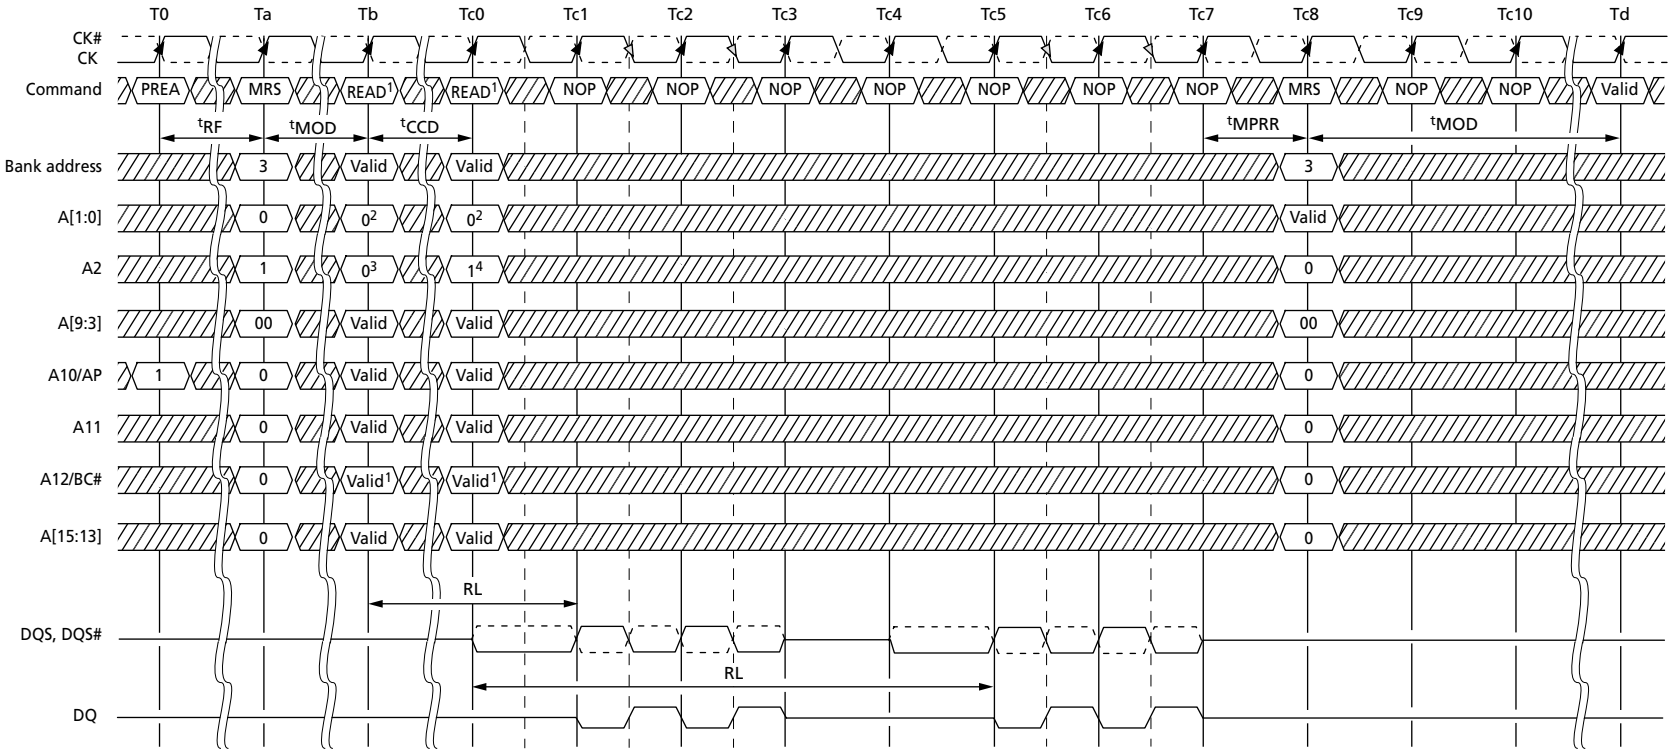 T0 Ta Tb Tc0 Tc1 Tc2 Tc3 Tc4 Tc5 Tc6 Tc7 Tc8 Tc9 Tc10 Td
CK#
CK
Command PREA MRS READ1 READ1 NOP NOP NOP NOP NOP NOP NOP MRS NOP NOP Valid
tRF tMOD tCCD tMPRR tMOD
Bank address 3 Valid Valid 3
A[1:0] 0 02 02 Valid
A2 1 03 14 0
A[9:3] 00 Valid Valid 00
A10/AP 1 0 Valid Valid 0
A11 0 Valid Valid 0
A12/BC# 0 Valid1 Valid1 0
A[15:13] 0 Valid Valid 0
RL
DQS, DQS#
RL
DQ